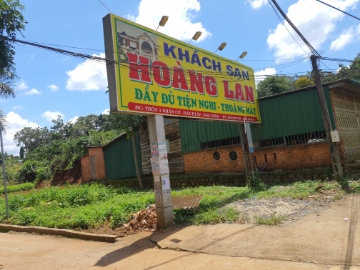 KHÁCH SẠN
HOÀNG LAN
ĐẦY ĐỦ TIỆN NGHI - THOÁNG MÁT